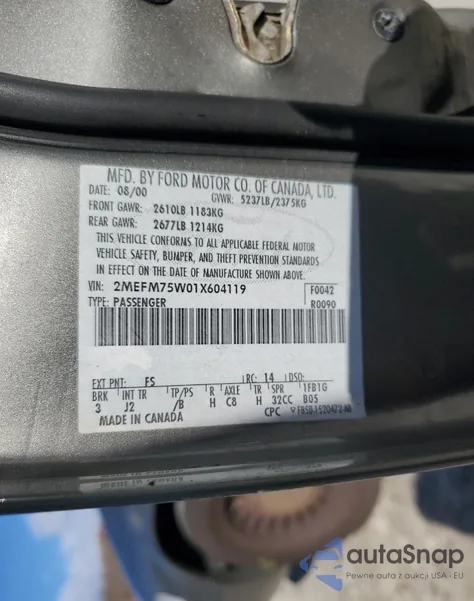 MFD. BY FORD MOTOR CO. OF CANADA, LTD.
DATE: 08/00 GVWR: 5237LB/2375KG
FRONT GAWR: 2610LB 1183KG
REAR GAWR: 2677LB 1214KG
THIS VEHICLE CONFORMS TO ALL APPLICABLE FEDERAL MOTOR
VEHICLE SAFETY, BUMPER, AND THEFT PREVENTION STANDARDS
IN EFFECT ON THE DATE OF MANUFACTURE SHOWN ABOVE.
VIN: 2MEFM75W01X604119 F0042
TYPE: PASSENGER R0090
EXT PNT: FS RC: 14 DSO:
BRK INT TR TP/PS R AXLE TR SPR 1FB1G
3 J2 /B H C8 H 32CC B05
MADE IN CANADA CPC F85B-1520472-AB
autoSnap
Pewne auta z aukcji USA i EU